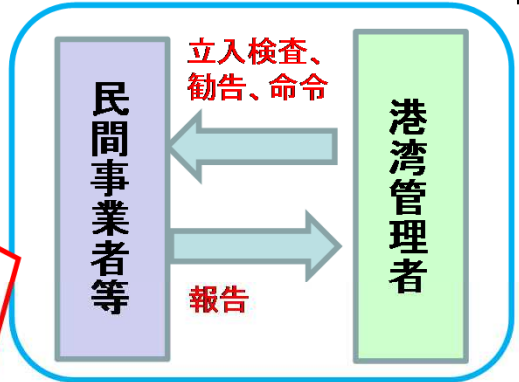 民間事業者等
立入検査、
勧告、命令
港湾管理者
報告